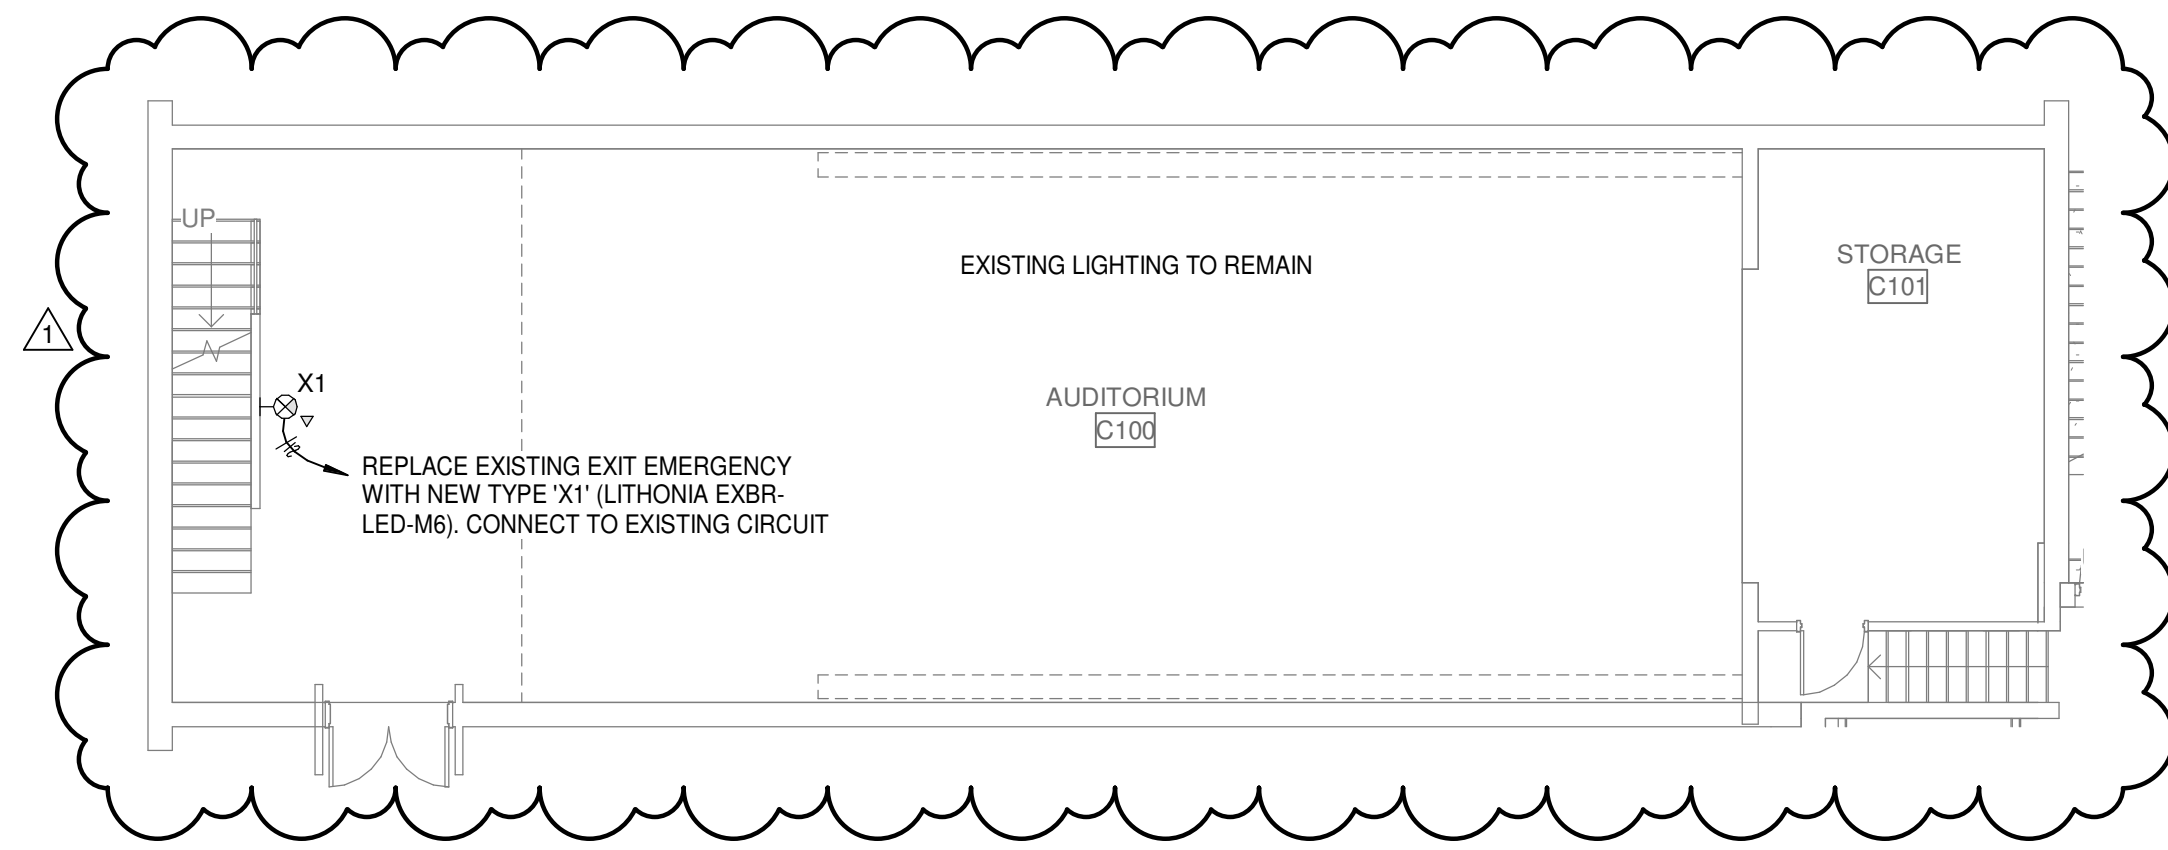 UP
EXISTING LIGHTING TO REMAIN
STORAGE
C101
1
X1
AUDITORIUM
C100
REPLACE EXISTING EXIT EMERGENCY
WITH NEW TYPE 'X1' (LITHONIA EXBR-
LED-M6). CONNECT TO EXISTING CIRCUIT